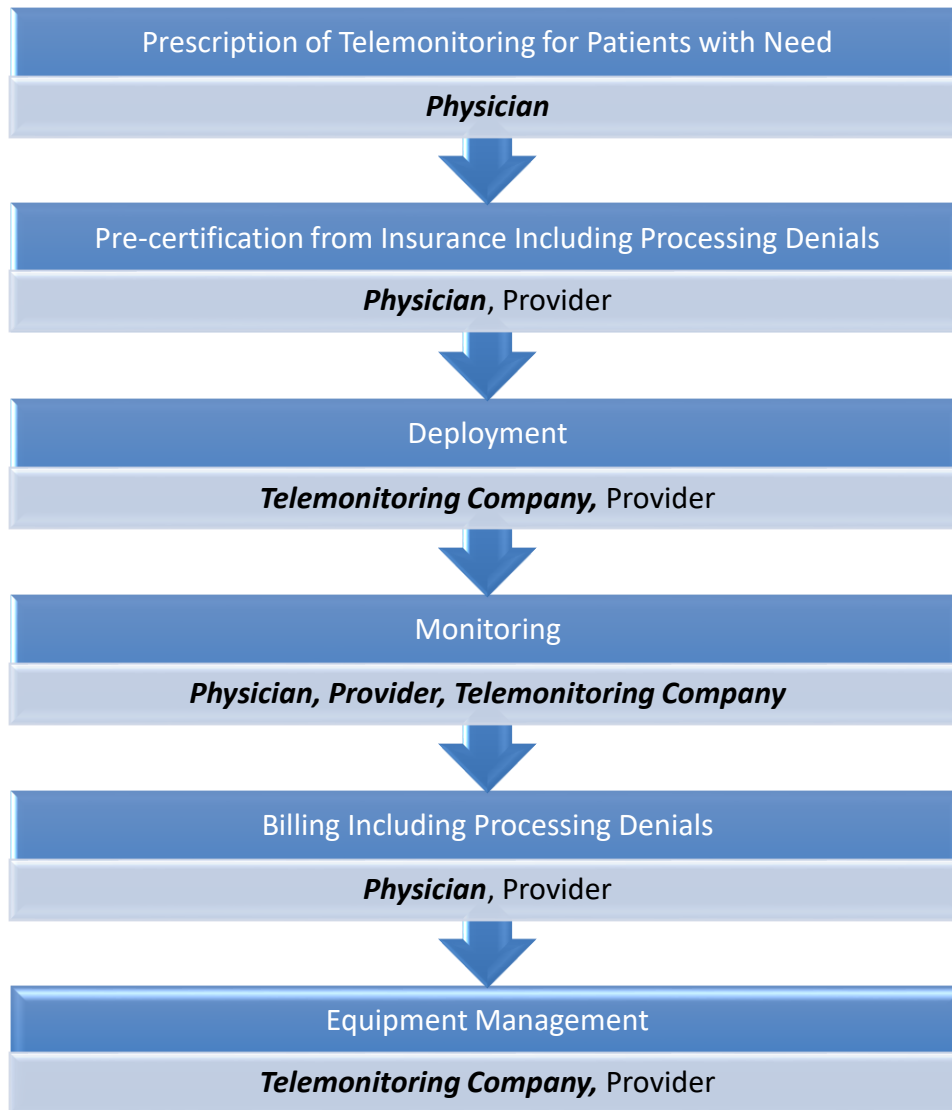 Prescription of Telemonitoring for Patients with Need
Physician
Pre-certification from Insurance Including Processing Denials
Physician, Provider
Deployment
Telemonitoring Company, Provider
Monitoring
Physician, Provider, Telemonitoring Company
Billing Including Processing Denials
Physician, Provider
Equipment Management
Telemonitoring Company, Provider